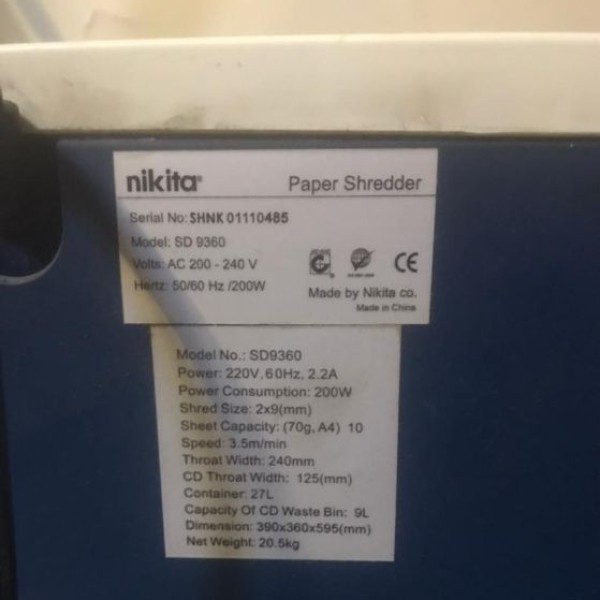 nikita
Paper Shredder
Serial No: SHNK 01110485
Model: SD 9360
Volts: AC 200 - 240 V
Hertz: 50/60 Hz /200W
CE
Made by Nikita co.
Made in China
Model No.: SD9360
Power: 220V, 60Hz, 2.2A
Power Consumption: 200W
Shred Size: 2x9(mm)
Sheet Capacity: (70g, A4) 10
Speed: 3.5m/min
Throat Width: 240mm
CD Throat Width: 125(mm)
Container: 27L
Capacity Of CD Waste Bin: 9L
Dimension: 390x360x595(mm)
Net Weight: 20.5kg